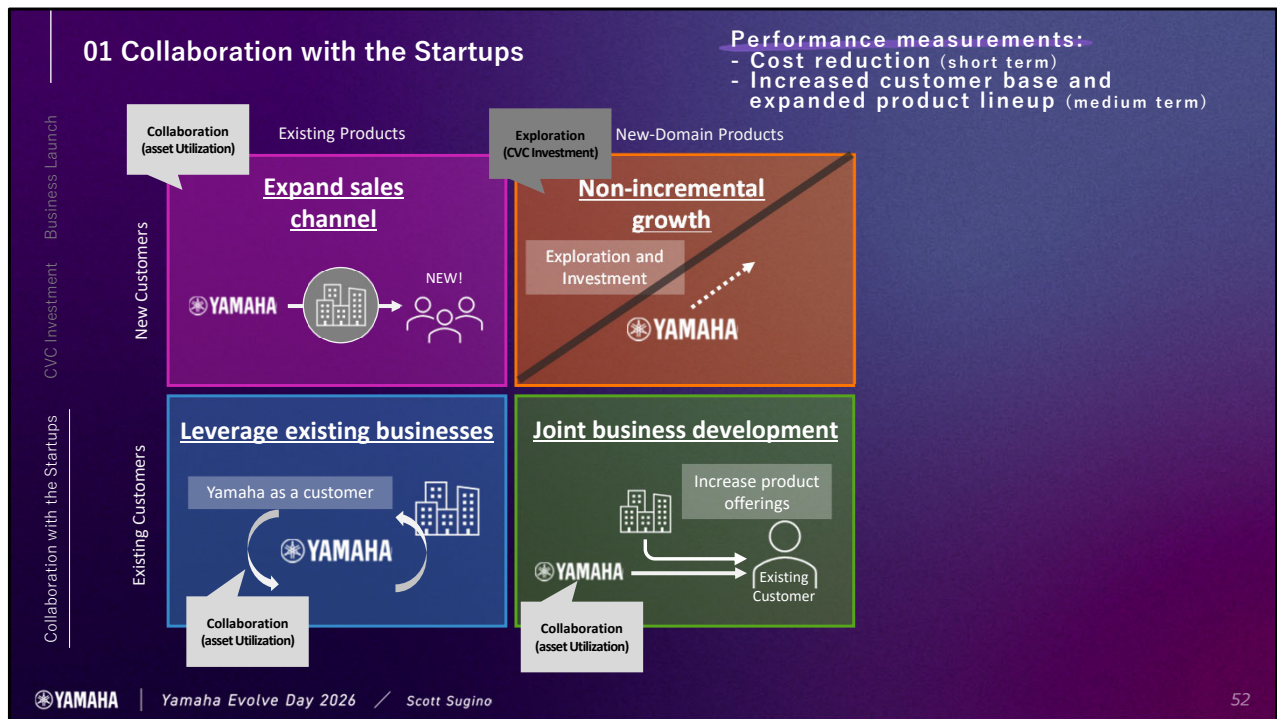 01 Collaboration with the Startups
Performance measurements:
- Cost reduction (short term)
- Increased customer base and
expanded product lineup (medium term)
Business Launch
CVC Investment
Collaboration with the Startups
Collaboration
(asset Utilization)
Existing Products
Exploration
(CVC Investment)
New-Domain Products
New Customers
Expand sales
channel
YAMAHA
NEW!
Non-incremental
growth
Exploration and
Investment
YAMAHA
Existing Customers
Leverage existing businesses
Yamaha as a customer
YAMAHA
Collaboration
(asset Utilization)
Joint business development
Increase product
offerings
YAMAHA
Existing
Customer
Collaboration
(asset Utilization)
YAMAHA
Yamaha Evolve Day 2026 / Scott Sugino
52